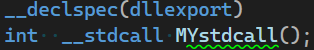 __declspec(dllexport)
int  __stdcall MYstdcall();